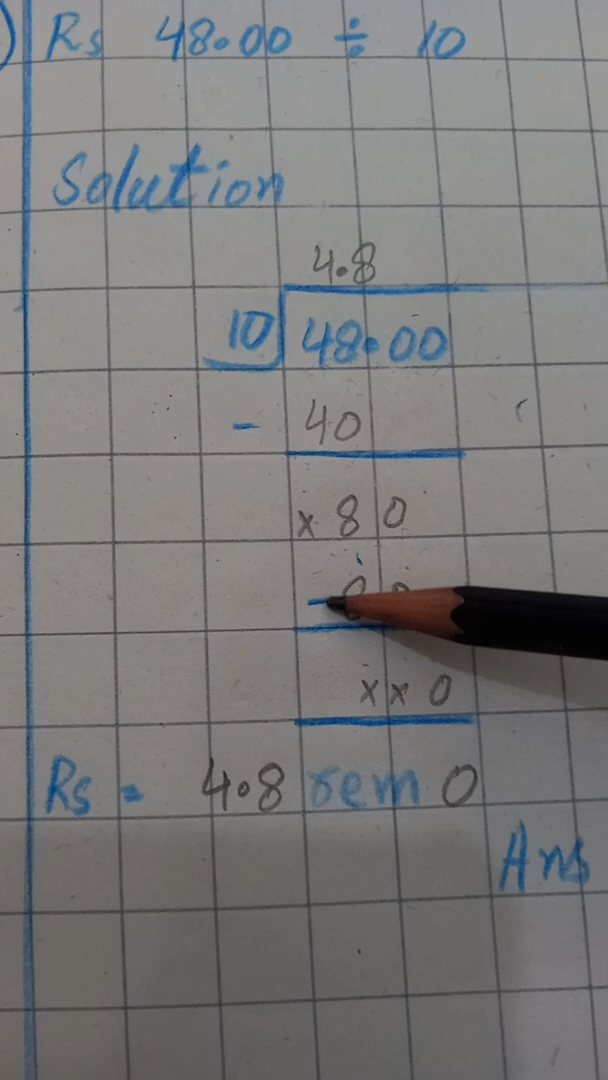 ) Rs 48.00 ÷ 10
Solution
4.8
10 48.00
- 40
x 8 0
-
x x 0
Rs = 4.8 rem 0
Ans